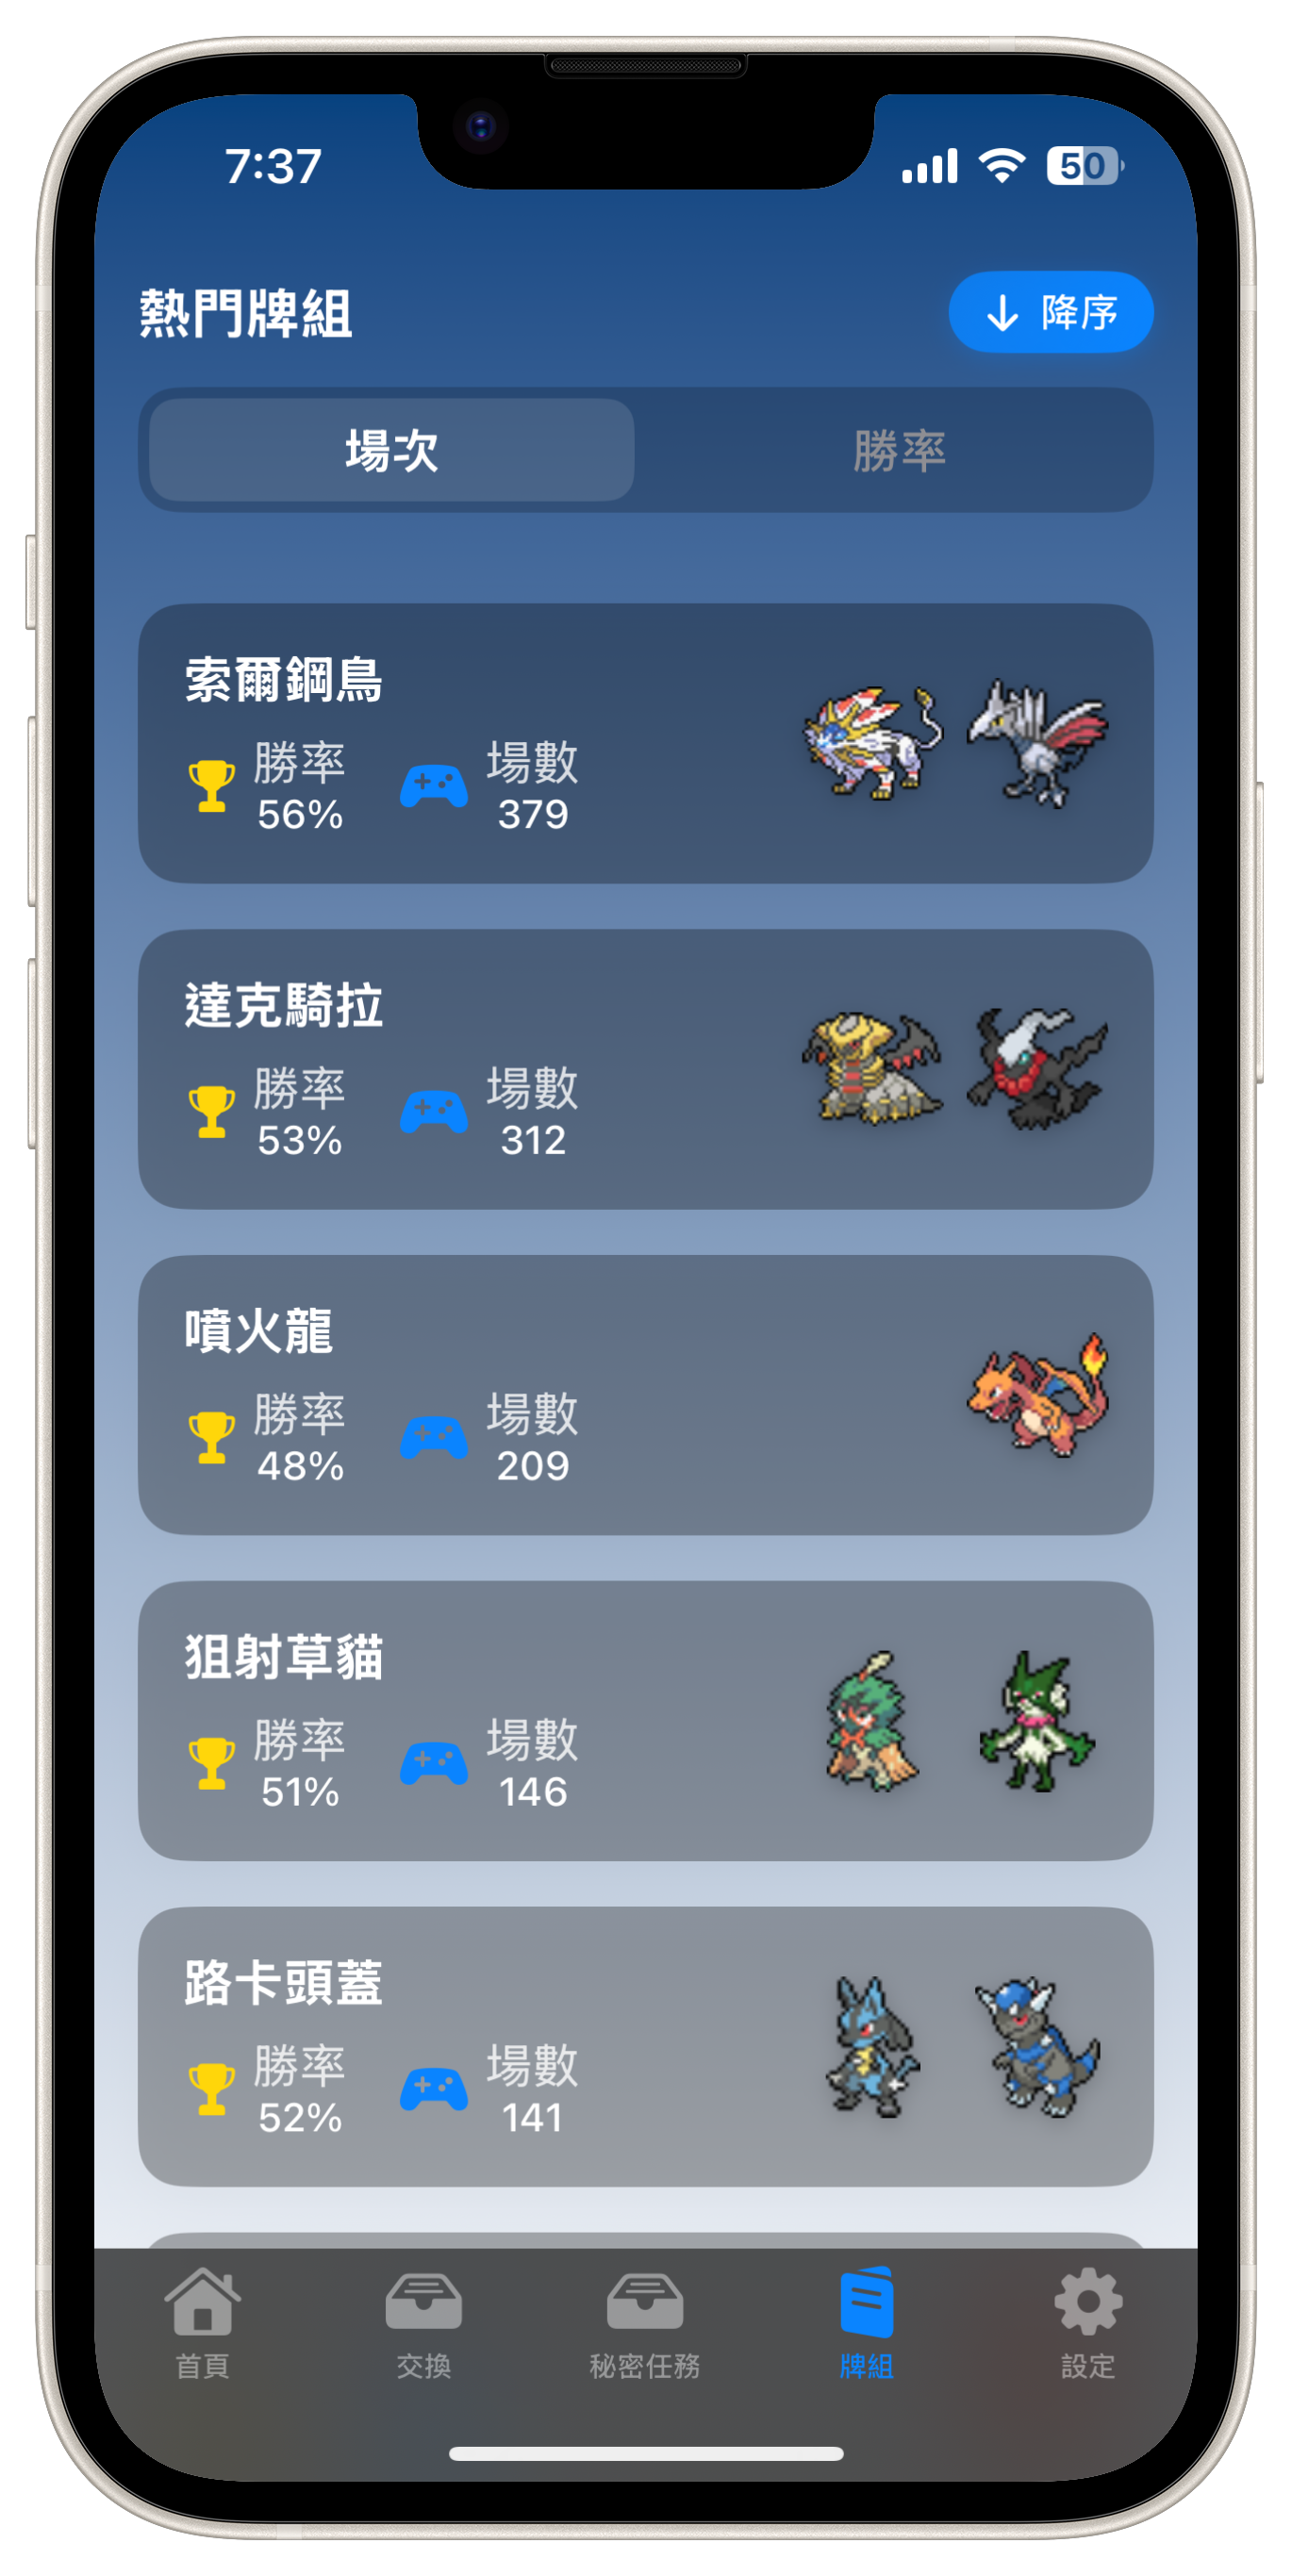 7:37
50
熱門牌組
降序
場次 勝率
索爾鋼鳥
勝率 場數
56% 379
達克騎拉
勝率 場數
53% 312
噴火龍
勝率 場數
48% 209
狙射草貓
勝率 場數
51% 146
路卡頭蓋
勝率 場數
52% 141
首頁 交換 秘密任務 牌組 設定